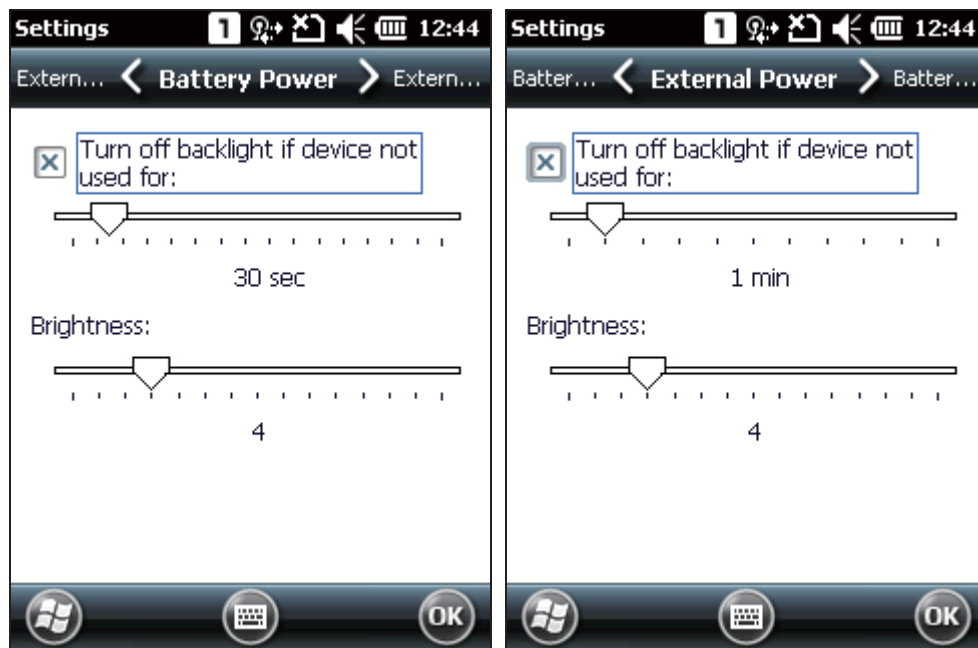 Settings 1 12:44
Extern... Battery Power Extern...
Turn off backlight if device not
used for:
30 sec
Brightness:
4
OK
Settings 1 12:44
Batter... External Power Batter...
Turn off backlight if device not
used for:
1 min
Brightness:
4
OK